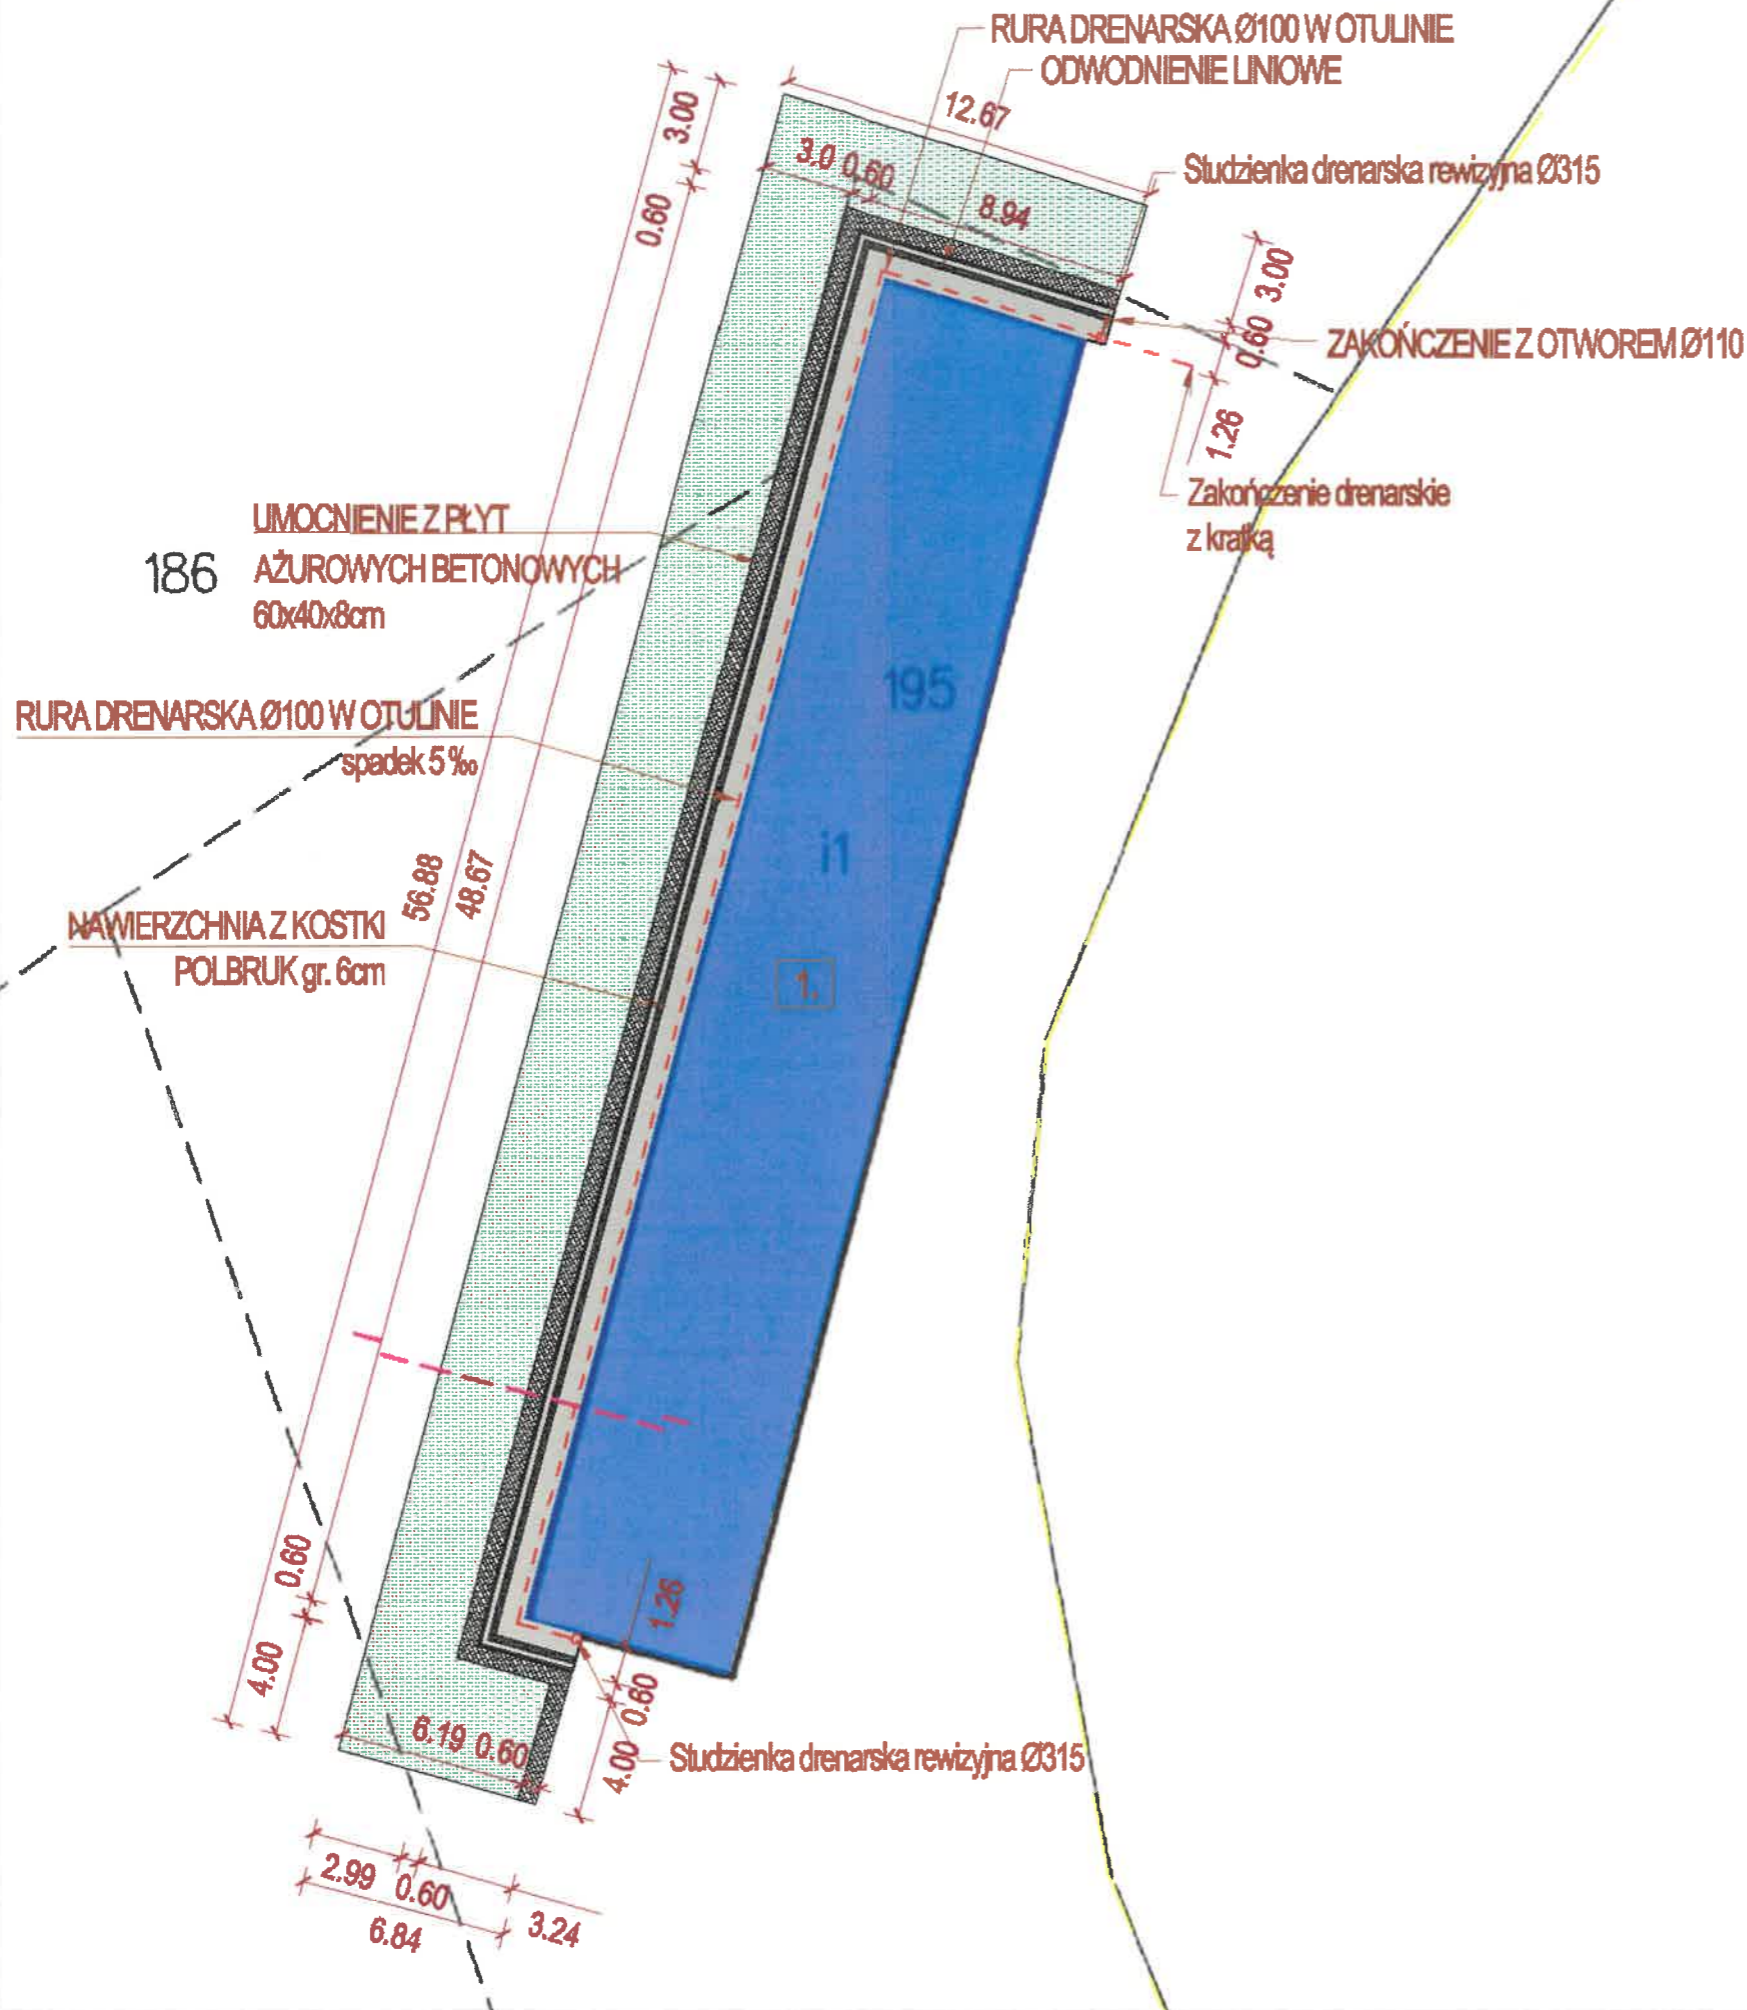 RURA DRENARSKA Ø100 W OTULINIE
ODWODNIENIE LINIOWE
12.67
3.00
3.0 0.60
8.94
Studzienka drenarska rewizyjna Ø315
0.60
3.00
0.60
ZAKOŃCZENIE Z OTWOREM Ø110
1.26
Zakończenie drenarskie
z kratką
UMOCNIENIE Z PŁYT
AŻUROWYCH BETONOWYCH
60x40x8cm
186
195
RURA DRENARSKA Ø100 W OTULINIE
spadek 5 ‰
i1
56.88
48.67
NAWIERZCHNIA Z KOSTKI
POLBRUK gr. 6cm
1.
0.60
4.00
1.26
0.60
4.00
6.19 0.60
Studzienka drenarska rewizyjna Ø315
2.99 0.60
3.24
6.84